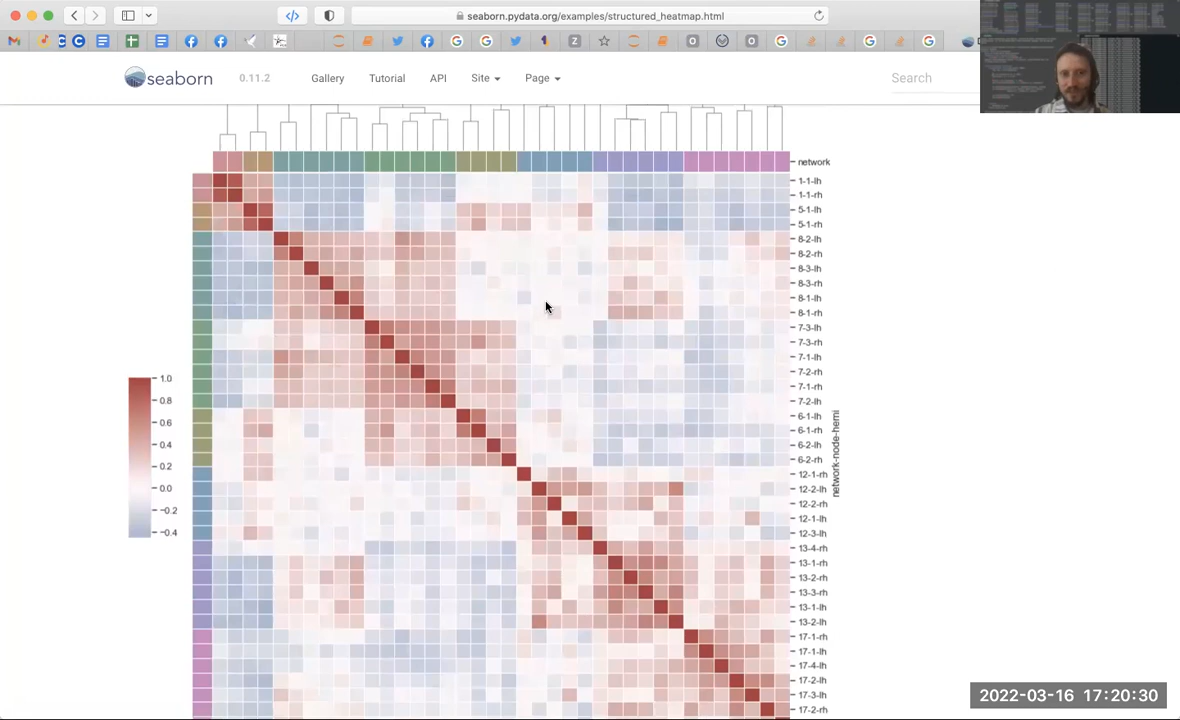 seaborn.pydata.org/examples/structured_heatmap.html
seaborn
0.11.2
Gallery
Tutorial
API
Site
Page
Search
network
1-1-lh
1-1-rh
5-1-lh
5-1-rh
8-2-lh
8-2-rh
8-3-lh
8-3-rh
8-1-lh
8-1-rh
7-3-lh
7-3-rh
7-1-lh
7-2-rh
7-1-rh
7-2-lh
6-1-lh
6-1-rh
6-2-lh
6-2-rh
12-1-rh
12-2-lh
12-2-rh
12-1-lh
12-3-lh
13-4-rh
13-1-rh
13-2-rh
13-3-rh
13-1-lh
13-2-lh
17-1-rh
17-1-lh
17-4-lh
17-2-lh
17-3-lh
17-2-rh
network-node-hemi
1.0
0.8
0.6
0.4
0.2
0.0
−0.2
−0.4
2022-03-16 17:20:30